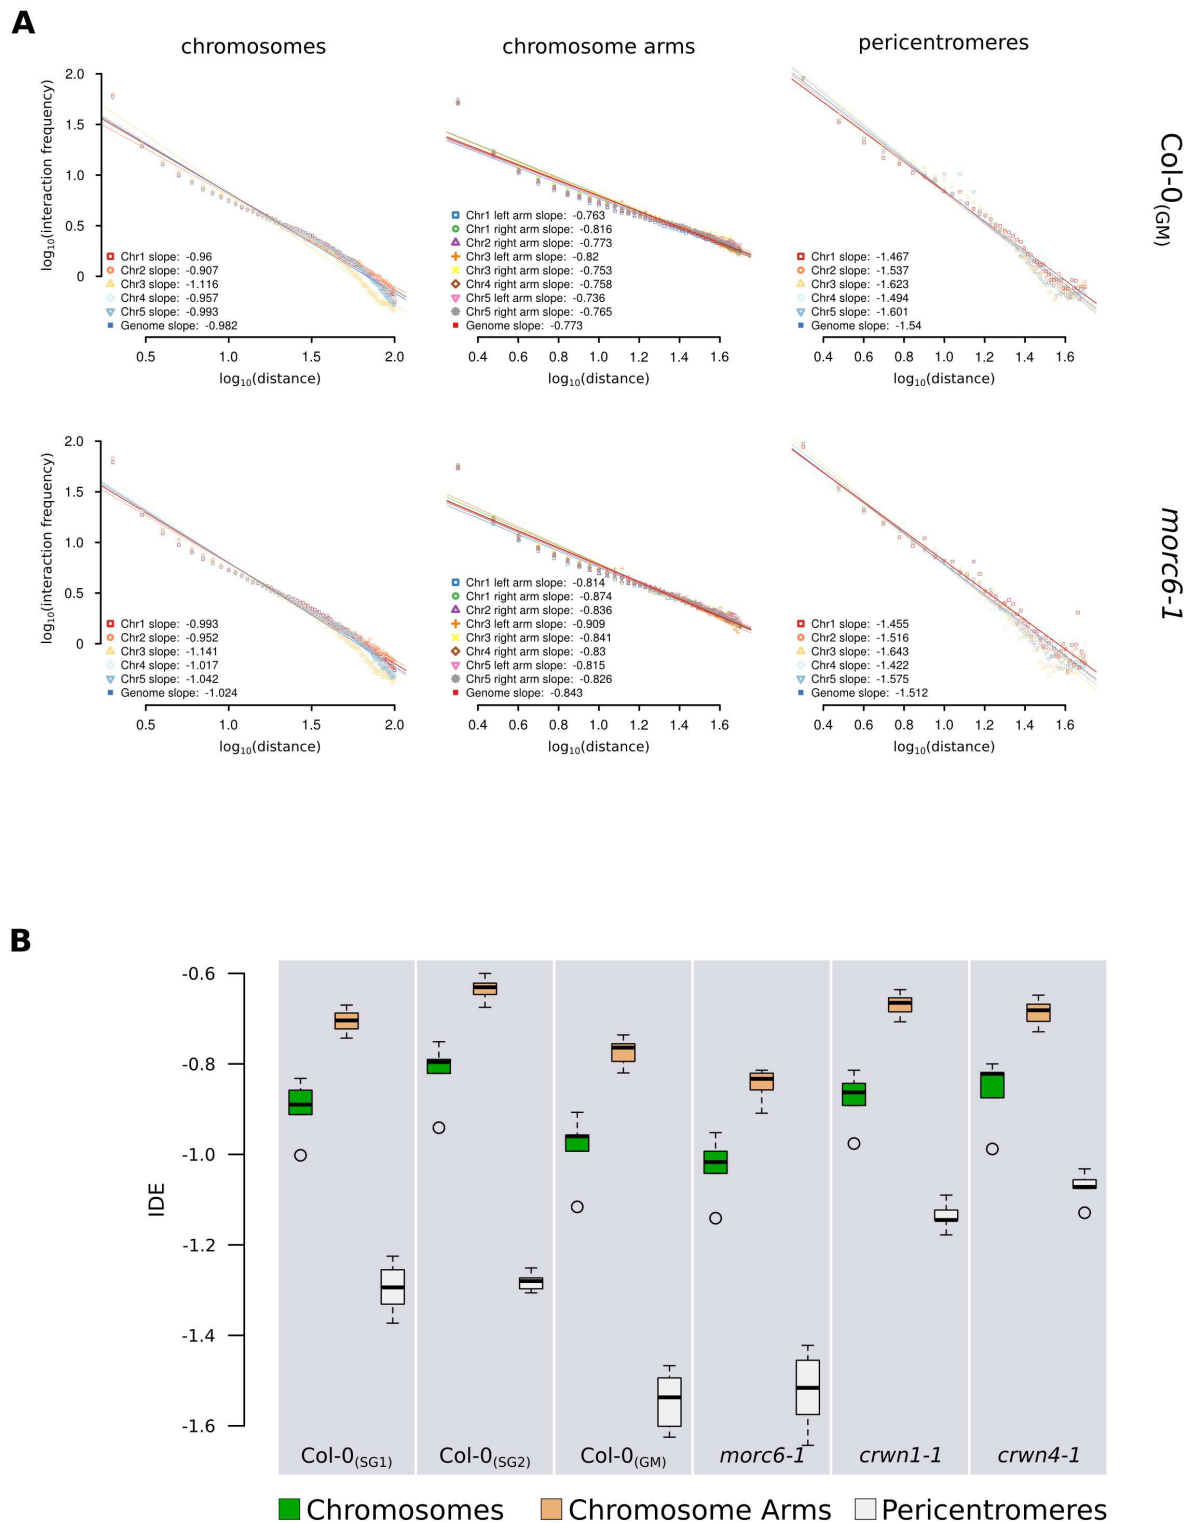 A
chromosomes
chromosome arms
pericentromeres
log10(interaction frequency)
2.0
1.5
1.0
0.5
0
Chr1 slope: -0.96
Chr2 slope: -0.907
Chr3 slope: -1.116
Chr4 slope: -0.957
Chr5 slope: -0.993
Genome slope: -0.982
0.5 1.0 1.5 2.0
log10(distance)
Chr1 left arm slope: -0.763
Chr1 right arm slope: -0.816
Chr2 right arm slope: -0.773
Chr3 left arm slope: -0.82
Chr3 right arm slope: -0.753
Chr4 right arm slope: -0.758
Chr5 left arm slope: -0.736
Chr5 right arm slope: -0.765
Genome slope: -0.773
0.4 0.6 0.8 1.0 1.2 1.4 1.6
log10(distance)
Chr1 slope: -1.467
Chr2 slope: -1.537
Chr3 slope: -1.623
Chr4 slope: -1.494
Chr5 slope: -1.601
Genome slope: -1.54
0.4 0.6 0.8 1.0 1.2 1.4 1.6
log10(distance)
Col-0(GM)
log10(interaction frequency)
2.0
1.5
1.0
0.5
0
Chr1 slope: -0.993
Chr2 slope: -0.952
Chr3 slope: -1.141
Chr4 slope: -1.017
Chr5 slope: -1.042
Genome slope: -1.024
0.5 1.0 1.5 2.0
log10(distance)
Chr1 left arm slope: -0.814
Chr1 right arm slope: -0.874
Chr2 right arm slope: -0.836
Chr3 left arm slope: -0.909
Chr3 right arm slope: -0.841
Chr4 right arm slope: -0.83
Chr5 left arm slope: -0.815
Chr5 right arm slope: -0.826
Genome slope: -0.843
0.4 0.6 0.8 1.0 1.2 1.4 1.6
log10(distance)
Chr1 slope: -1.455
Chr2 slope: -1.516
Chr3 slope: -1.643
Chr4 slope: -1.422
Chr5 slope: -1.575
Genome slope: -1.512
0.4 0.6 0.8 1.0 1.2 1.4 1.6
log10(distance)
morc6-1
B
IDE
-0.6
-0.8
-1.0
-1.2
-1.4
-1.6
Col-0(SG1) Col-0(SG2) Col-0(GM) morc6-1 crwn1-1 crwn4-1
Chromosomes Chromosome Arms Pericentromeres